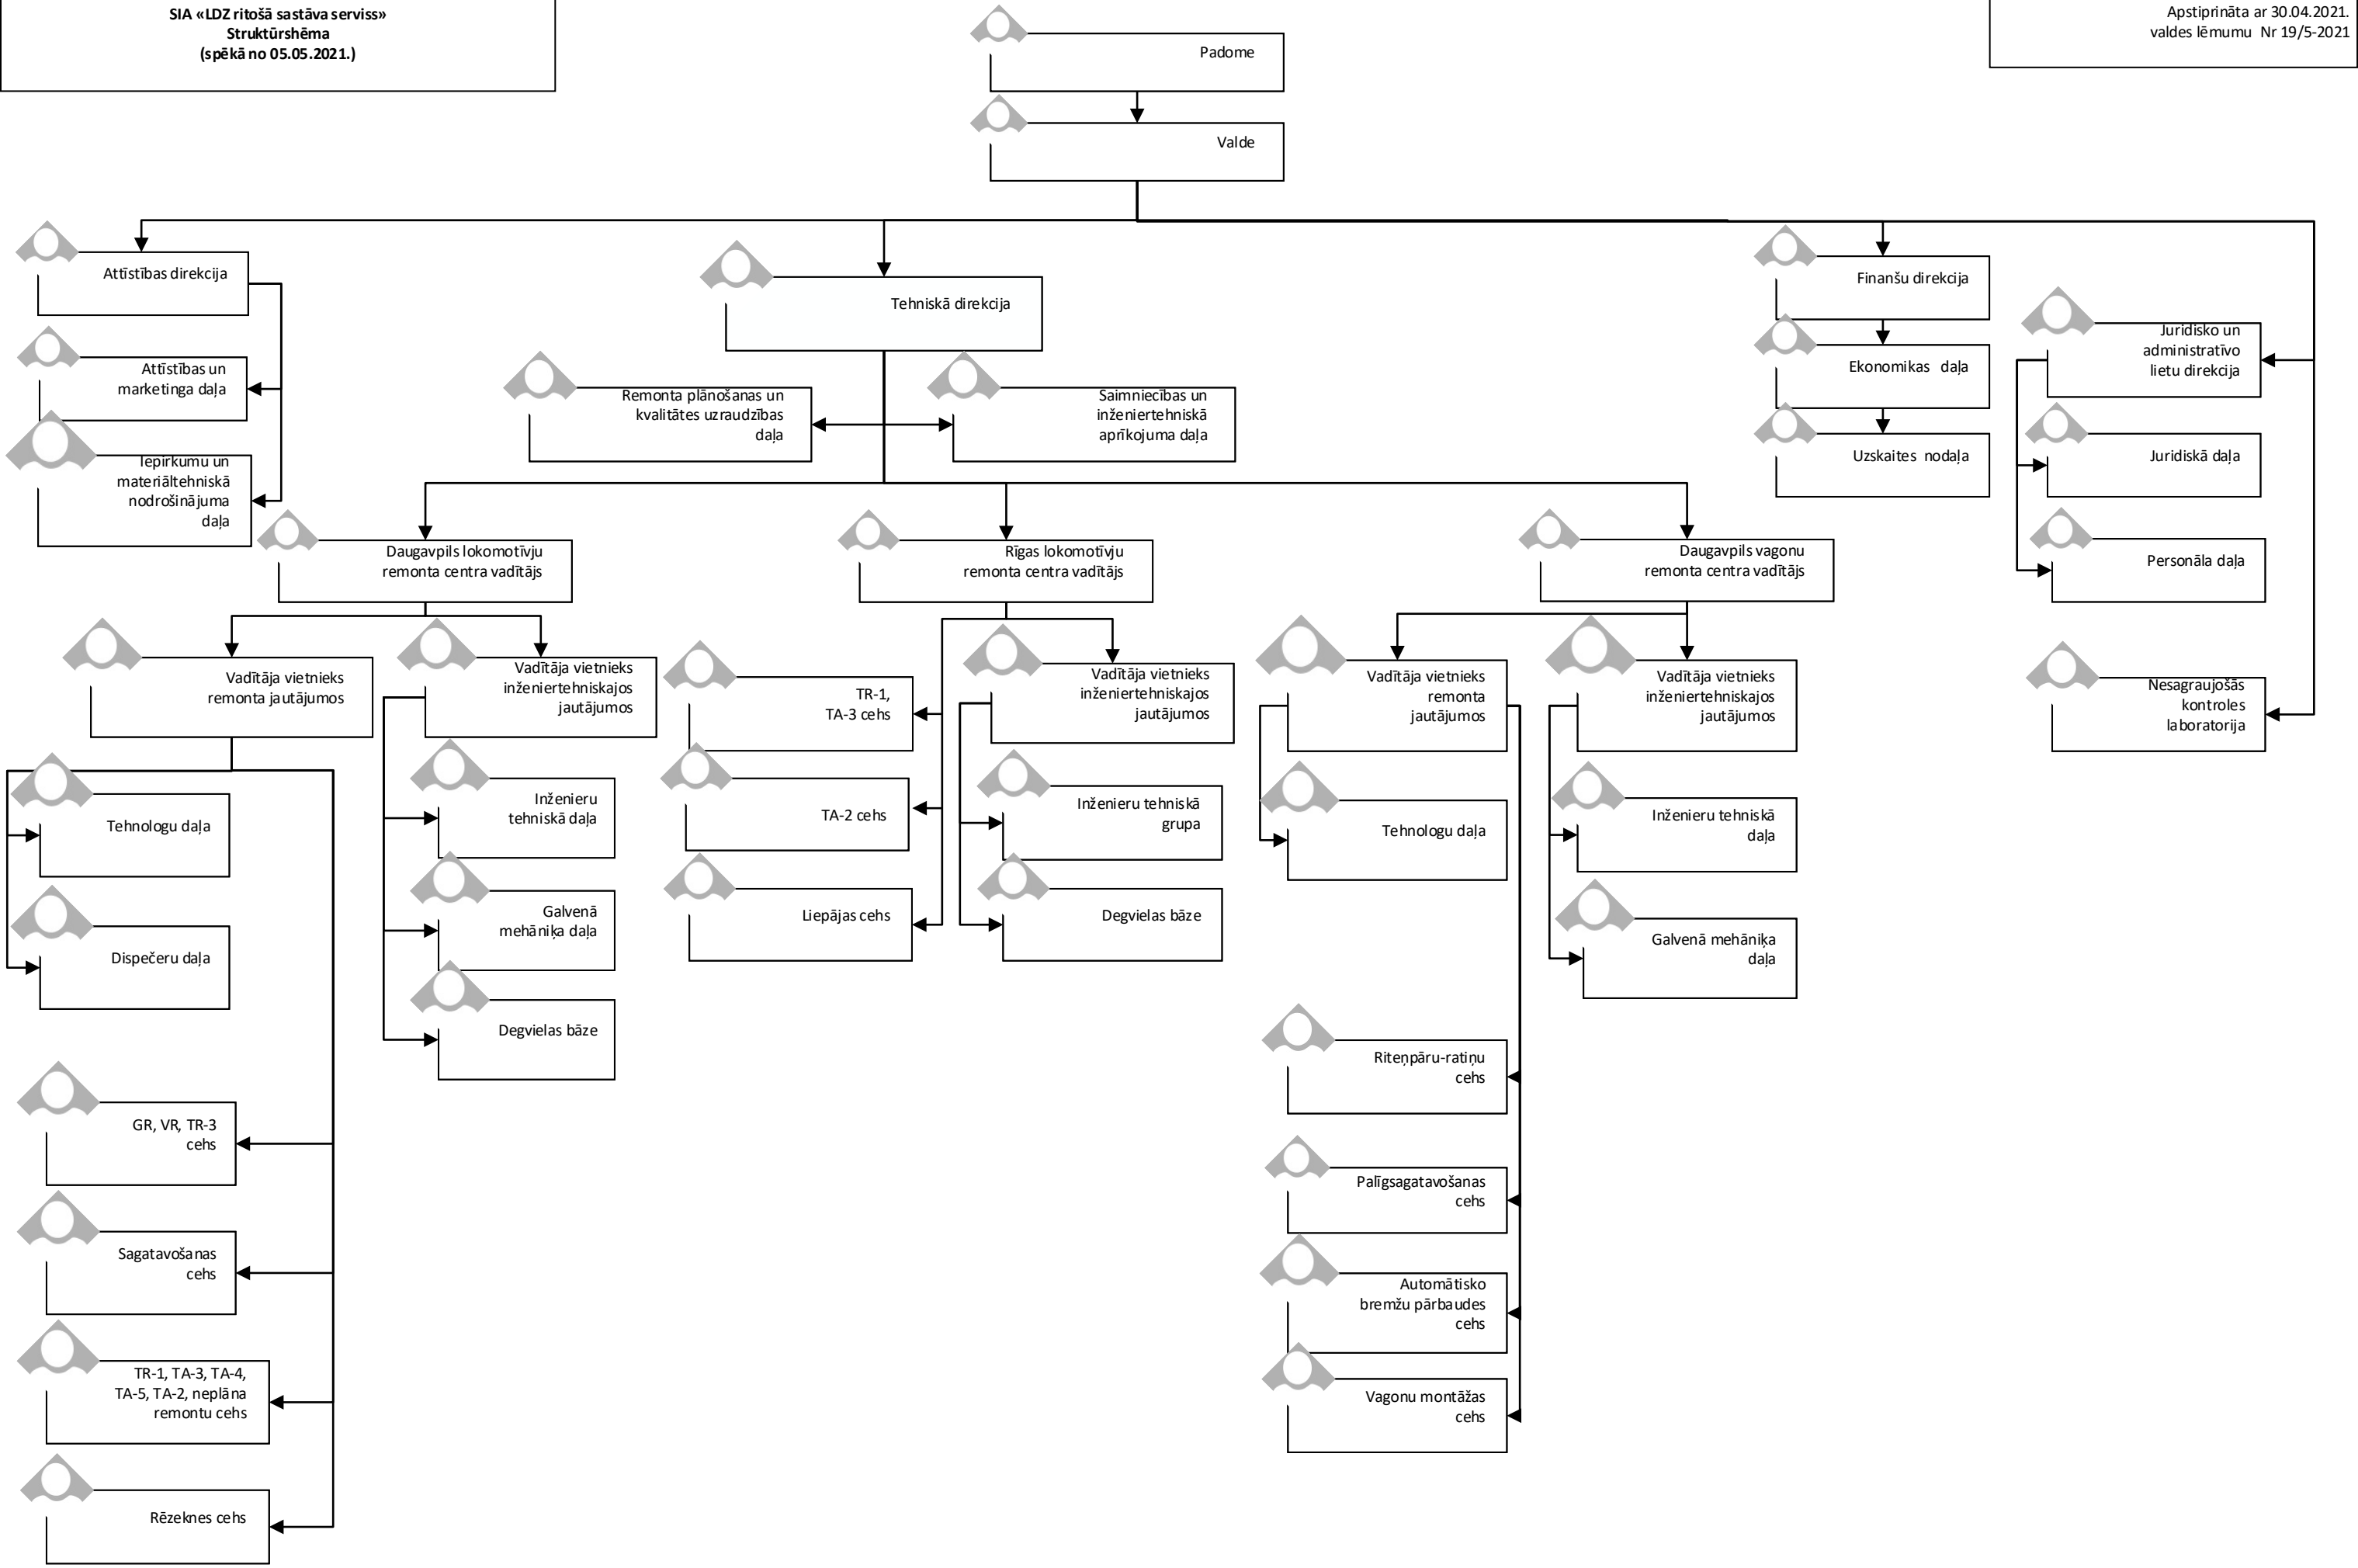 SIA «LDZ ritošā sastāva serviss»
Struktūrshēma
(spēkā no 05.05.2021.)
Apstiprināta ar 30.04.2021.
valdes lēmumu Nr 19/5-2021
Padome
Valde
Attīstības direkcija
Attīstības un
marketinga daļa
Iepirkumu un
materiāltehniskā
nodrošinājuma
daļa
Tehniskā direkcija
Remonta plānošanas un
kvalitātes uzraudzības
daļa
Saimniecības un
inženiertehniskā
aprīkojuma daļa
Finanšu direkcija
Ekonomikas daļa
Uzskaites nodaļa
Juridisko un
administratīvo
lietu direkcija
Juridiskā daļa
Personāla daļa
Nesagraujošās
kontroles
laboratorija
Daugavpils lokomotīvju
remonta centra vadītājs
Rīgas lokomotīvju
remonta centra vadītājs
Daugavpils vagonu
remonta centra vadītājs
Vadītāja vietnieks
remonta jautājumos
Vadītāja vietnieks
inženiertehniskajos
jautājumos
Tehnologu daļa
Dispečeru daļa
GR, VR, TR-3
cehs
Sagatavošanas
cehs
TR-1, TA-3, TA-4,
TA-5, TA-2, neplāna
remontu cehs
Rēzeknes cehs
Inženieru
tehniskā daļa
Galvenā
mehāniķa daļa
Degvielas bāze
TR-1,
TA-3 cehs
TA-2 cehs
Liepājas cehs
Vadītāja vietnieks
inženiertehniskajos
jautājumos
Inženieru tehniskā
grupa
Degvielas bāze
Vadītāja vietnieks
remonta
jautājumos
Tehnologu daļa
Riteņpāru-ratiņu
cehs
Palīgsagatavošanas
cehs
Automātisko
bremžu pārbaudes
cehs
Vagonu montāžas
cehs
Vadītāja vietnieks
inženiertehniskajos
jautājumos
Inženieru tehniskā
daļa
Galvenā mehāniķa
daļa